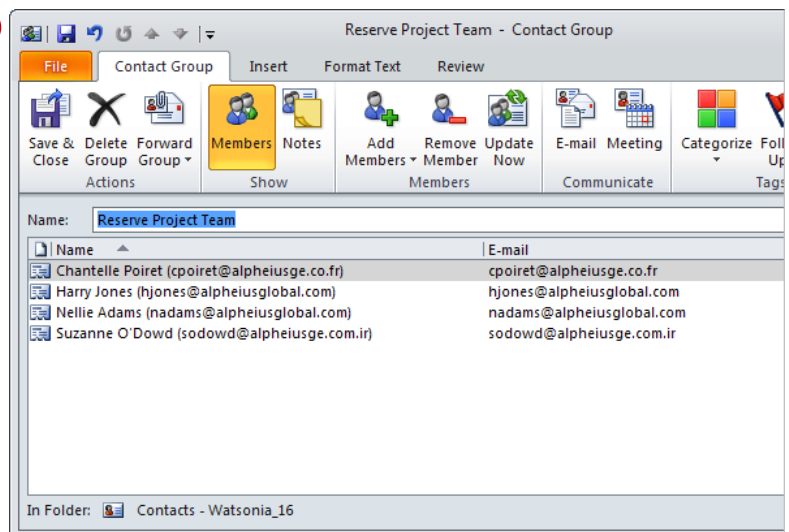 Reserve Project Team - Contact Group
File Contact Group Insert Format Text Review
Save & Close Delete Group Forward Group Members Notes Add Members Remove Member Update Now E-mail Meeting Categorize
Actions Show Members Communicate Tags
Name: Reserve Project Team
Name E-mail
Chantelle Poiret (cpoiret@alpheiusge.co.fr) cpoiret@alpheiusge.co.fr
Harry Jones (hjones@alpheiusglobal.com) hjones@alpheiusglobal.com
Nellie Adams (nadams@alpheiusglobal.com) nadams@alpheiusglobal.com
Suzanne O'Dowd (sodowd@alpheiusge.com.ir) sodowd@alpheiusge.com.ir
In Folder: Contacts - Watsonia_16